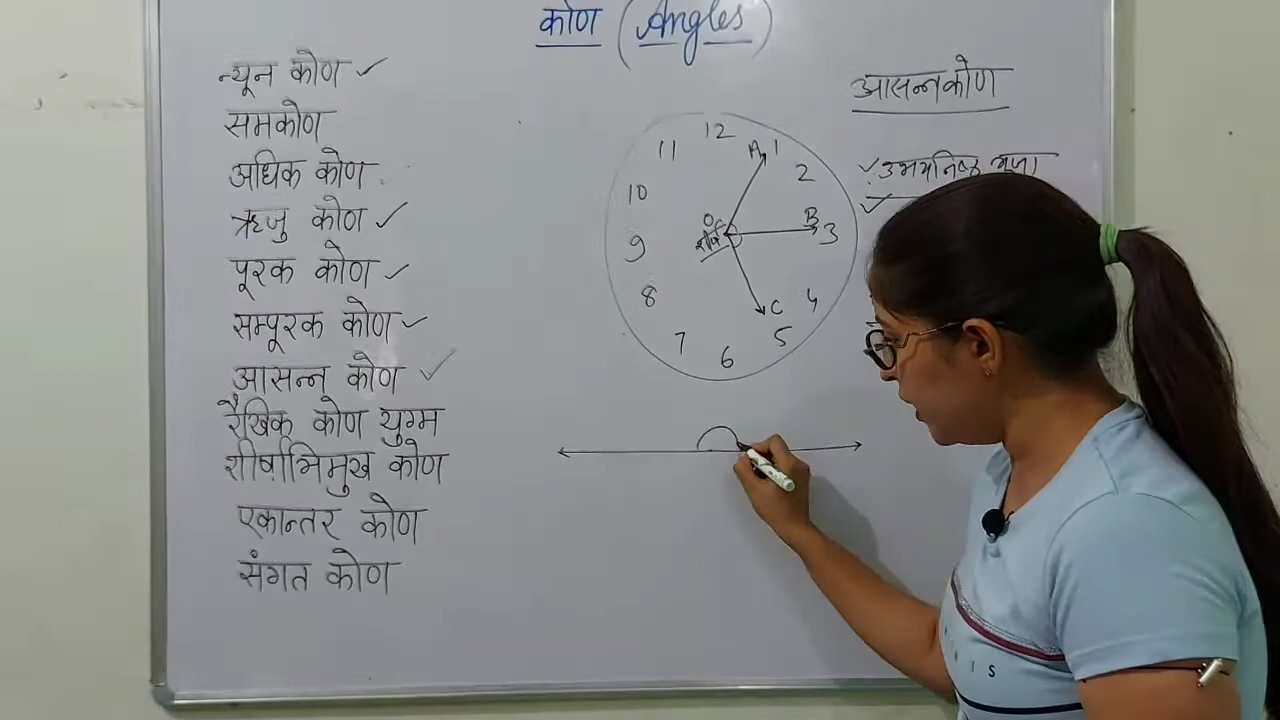 कोण (Angles)
न्यून कोण ✓
समकोण
अधिक कोण
ऋजु कोण ✓
पूरक कोण ✓
सम्पूरक कोण ✓
आसन्न कोण ✓
रैखिक कोण युग्म
शीर्षाभिमुख कोण
एकान्तर कोण
संगत कोण
12
11
A 1
2
10
O
B
3
शीर्ष
9
8
C
4
7
5
6
आसन्नकोण
✓ उभयनिष्ठ भुजा
✓
I S